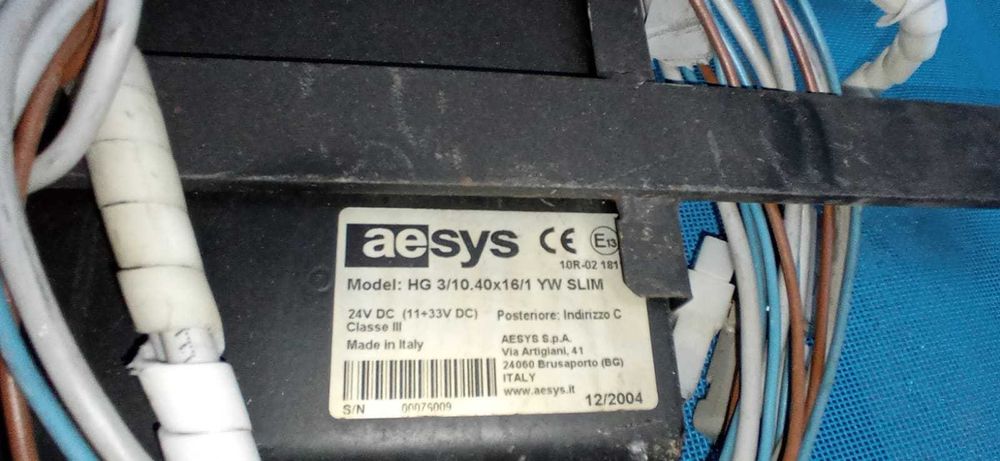 aesys CE E13
10R-02 181
Model: HG 3/10.40x16/1 YW SLIM
24V DC (11÷33V DC) Posteriore: Indirizzo C
Classe III
Made in Italy
AESYS S.p.A.
Via Artigiani, 41
24060 Brusaporto (BG)
ITALY
www.aesys.it
S/N 00076009
12/2004